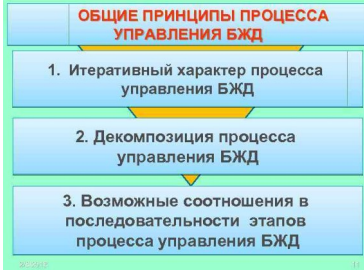 ОБЩИЕ ПРИНЦИПЫ ПРОЦЕССА
УПРАВЛЕНИЯ БЖД
1. Итеративный характер процесса
управления БЖД
2. Декомпозиция процесса
управления БЖД
3. Возможные соотношения в
последовательности этапов
процесса управления БЖД